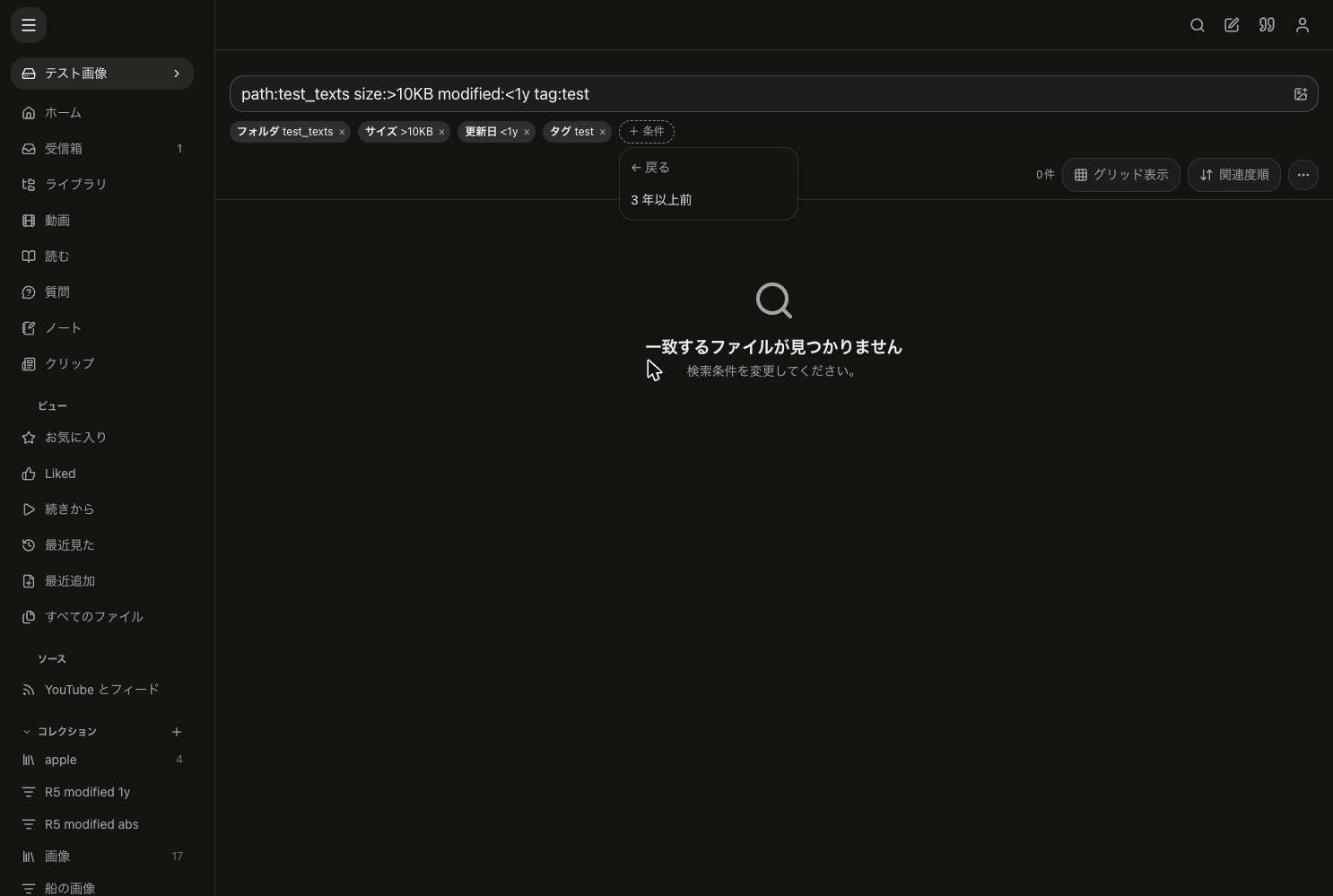 テスト画像
ホーム
受信箱 1
ライブラリ
動画
読む
質問
ノート
クリップ
ビュー
お気に入り
Liked
続きから
最近見た
最近追加
すべてのファイル
ソース
YouTube とフィード
コレクション
apple 4
R5 modified 1y
R5 modified abs
画像 17
船の画像
path:test_texts size:>10KB modified:<1y tag:test
フォルダ test_texts × サイズ >10KB × 更新日 <1y × タグ test × + 条件
← 戻る
3 年以上前
0件 グリッド表示 関連度順
一致するファイルが見つかりません
検索条件を変更してください。